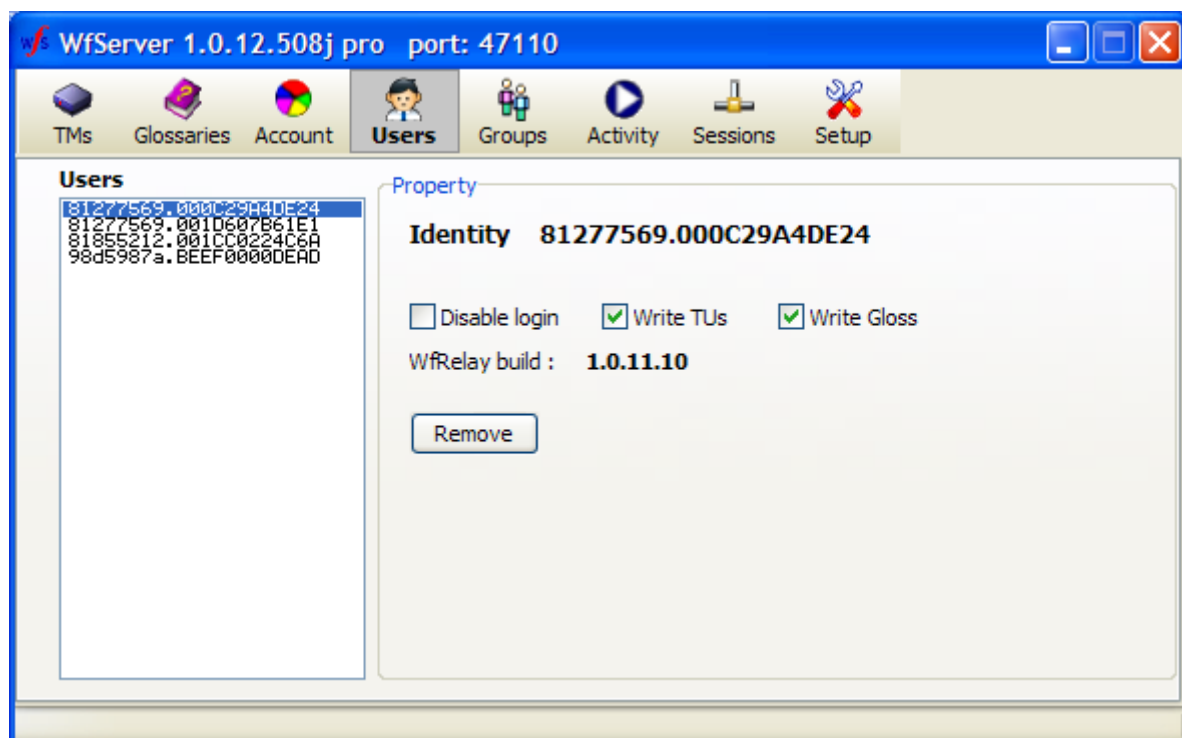 wfs WfServer 1.0.12.508j pro port: 47110
TMs Glossaries Account Users Groups Activity Sessions Setup
Users
81277569.000C29A4DE24
81277569.001D607B61E1
81855212.001CC0224C6A
98d5987a.BEEF0000DEAD
Property
Identity 81277569.000C29A4DE24
Disable login Write TUs Write Gloss
WfRelay build : 1.0.11.10
Remove